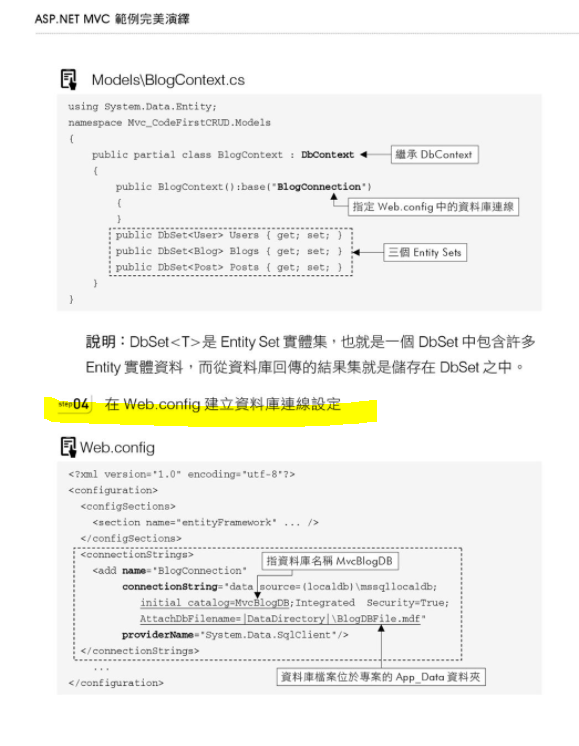 ASP.NET MVC 範例完美演繹
Models\BlogContext.cs
using System.Data.Entity;
namespace Mvc_CodeFirstCRUD.Models
{
public partial class BlogContext : DbContext
繼承 DbContext
{
public BlogContext():base("BlogConnection")
{
指定 Web.config 中的資料庫連線
}
public DbSet<User> Users { get; set; }
public DbSet<Blog> Blogs { get; set; }
三個 Entity Sets
public DbSet<Post> Posts { get; set; }
}
}
說明：DbSet<T>是 Entity Set 實體集，也就是一個 DbSet 中包含許多
Entity 實體資料，而從資料庫回傳的結果集就是儲存在 DbSet 之中。
step04 在 Web.config 建立資料庫連線設定
Web.config
<?xml version="1.0" encoding="utf-8"?>
<configuration>
<configSections>
<section name="entityFramework" ... />
</configSections>
<connectionStrings>
指資料庫名稱 MvcBlogDB
<add name="BlogConnection"
connectionString="data source=(localdb)\mssqllocaldb;
initial catalog=MvcBlogDB;Integrated Security=True;
AttachDbFilename=|DataDirectory|\BlogDBFile.mdf"
providerName="System.Data.SqlClient"/>
</connectionStrings>
...
資料庫檔案位於專案的 App_Data 資料夾
</configuration>